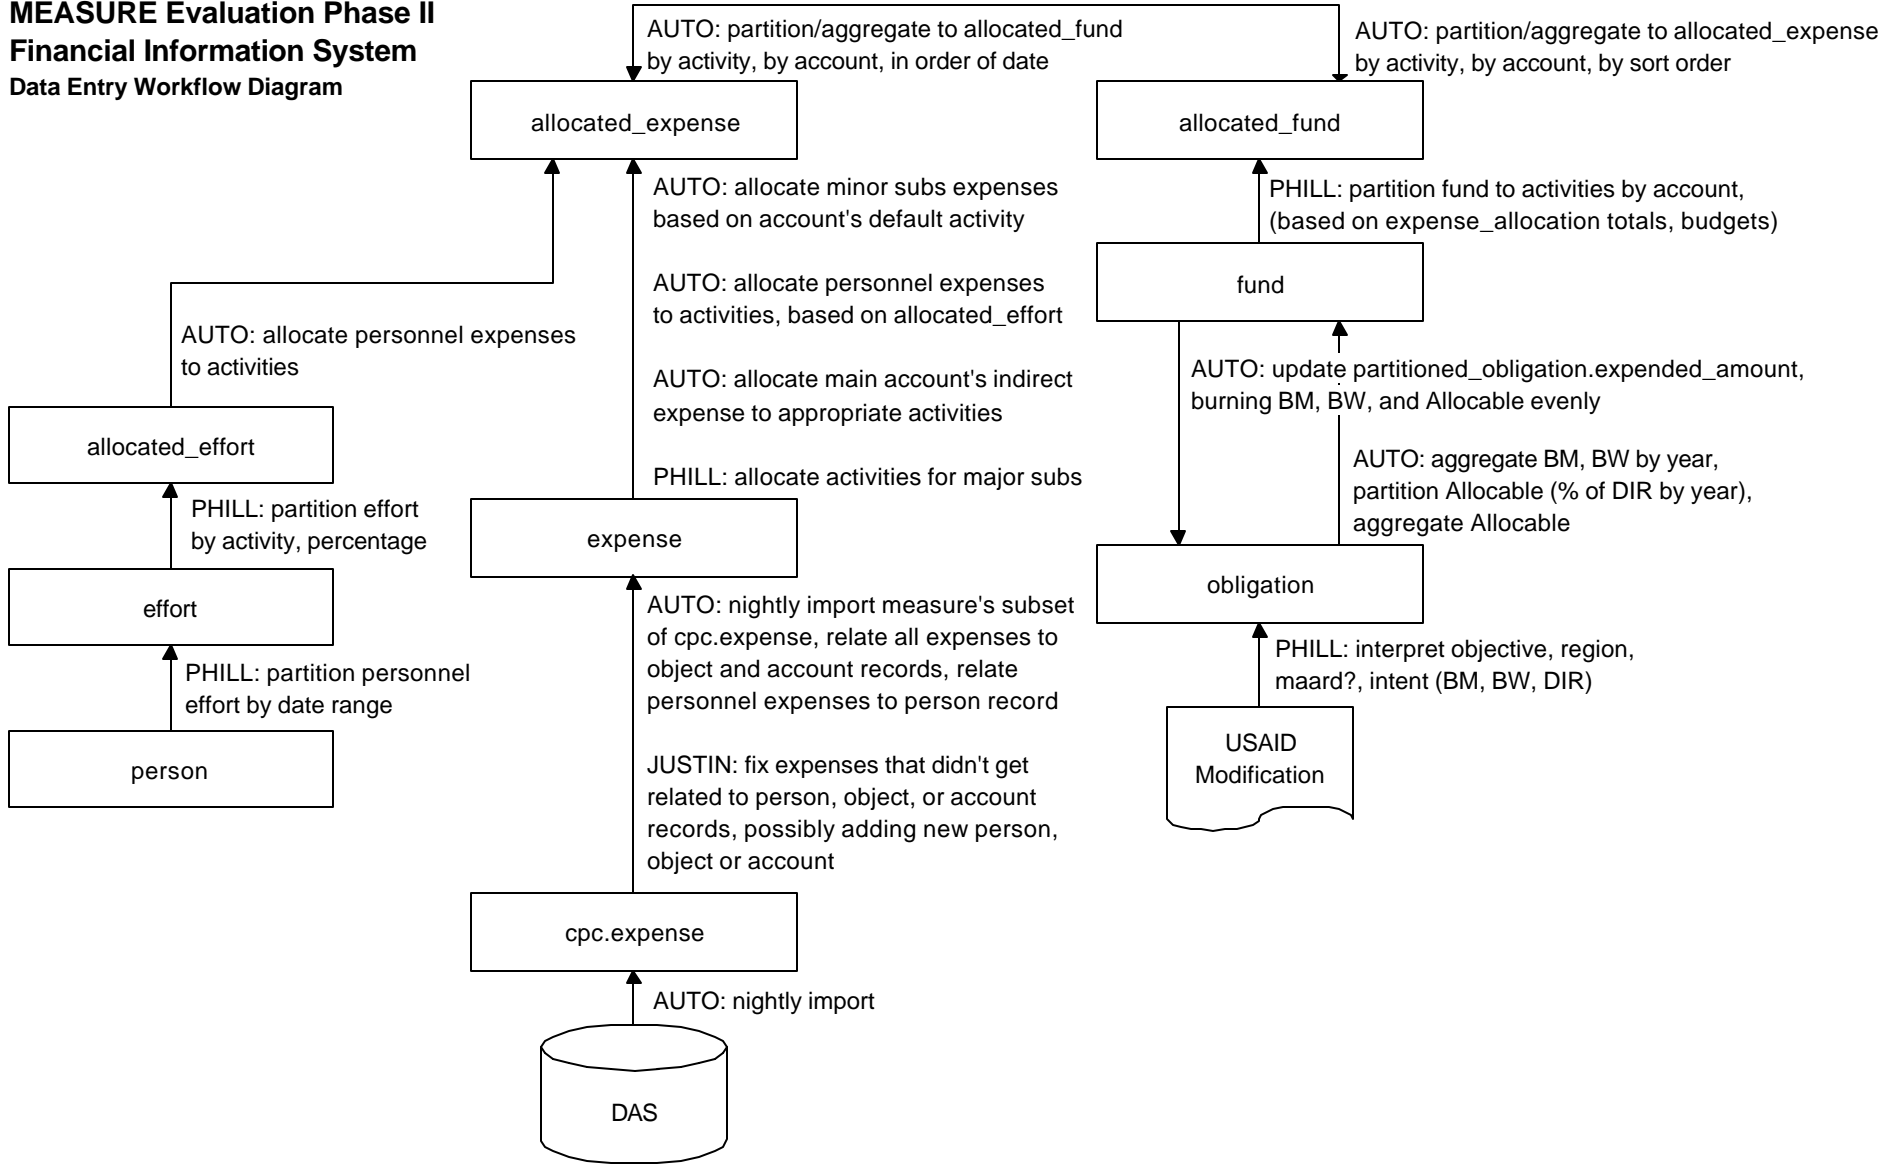 MEASURE Evaluation Phase II
Financial Information System
Data Entry Workflow Diagram
AUTO: partition/aggregate to allocated_fund
by activity, by account, in order of date
AUTO: partition/aggregate to allocated_expense
by activity, by account, by sort order
allocated_expense
allocated_fund
AUTO: allocate minor subs expenses
based on account's default activity
AUTO: allocate personnel expenses
to activities, based on allocated_effort
AUTO: allocate main account's indirect
expense to appropriate activities
PHILL: allocate activities for major subs
PHILL: partition fund to activities by account,
(based on expense_allocation totals, budgets)
fund
AUTO: allocate personnel expenses
to activities
AUTO: update partitioned_obligation.expended_amount,
burning BM, BW, and Allocable evenly
allocated_effort
AUTO: aggregate BM, BW by year,
partition Allocable (% of DIR by year),
aggregate Allocable
PHILL: partition effort
by activity, percentage
expense
obligation
effort
AUTO: nightly import measure's subset
of cpc.expense, relate all expenses to
object and account records, relate
personnel expenses to person record
PHILL: interpret objective, region,
maard?, intent (BM, BW, DIR)
PHILL: partition personnel
effort by date range
person
USAID
Modification
JUSTIN: fix expenses that didn't get
related to person, object, or account
records, possibly adding new person,
object or account
cpc.expense
AUTO: nightly import
DAS